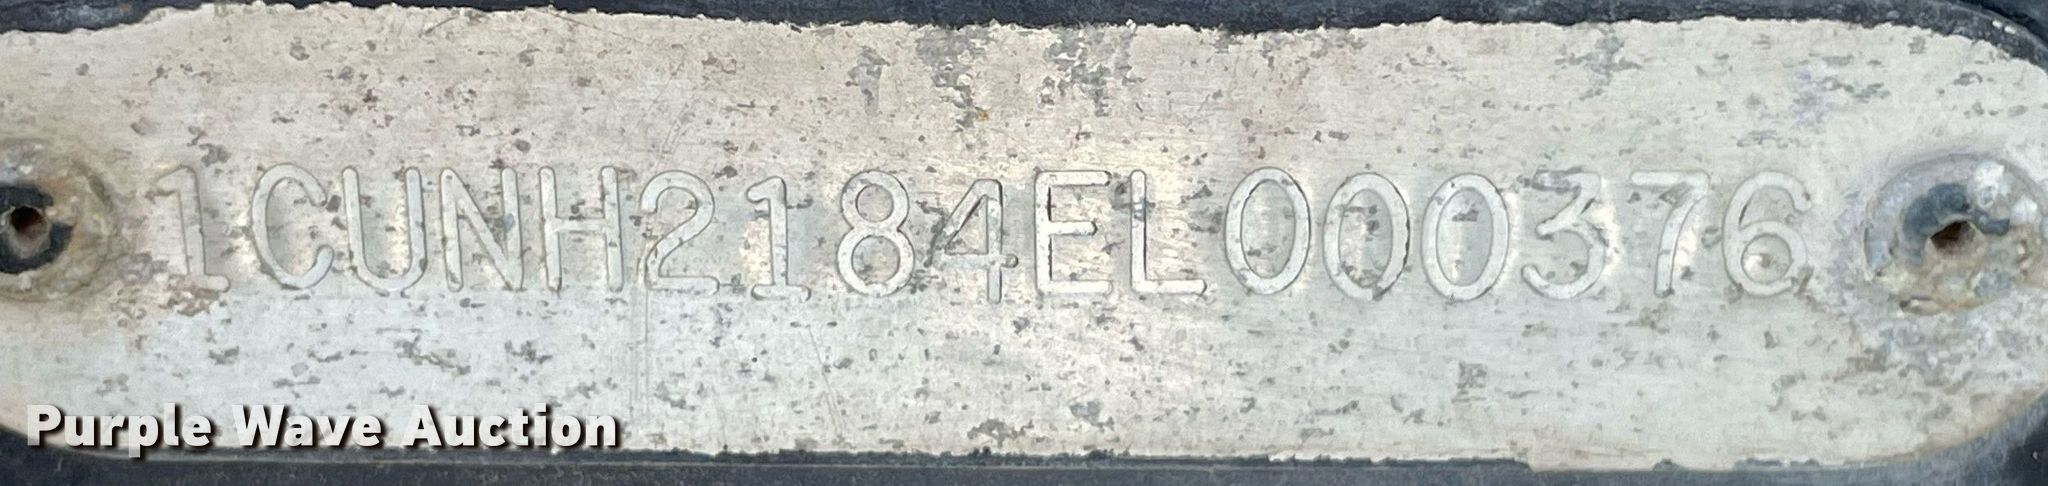 1CUNH2184EL000376
Purple Wave Auction